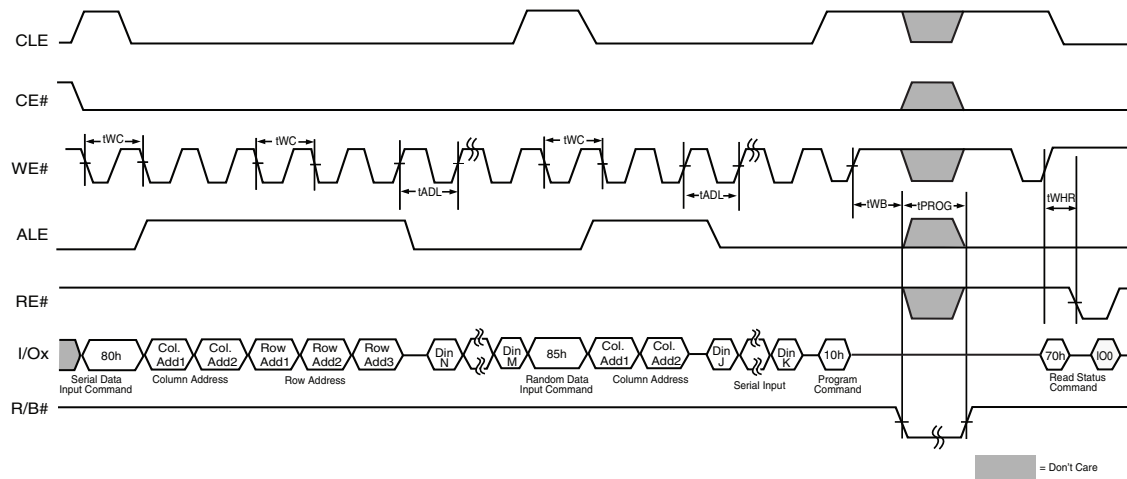 CLE
CE#
tWC
tWC
tWC
WE#
tADL
tADL
tWB
tPROG
tWHR
ALE
RE#
I/Ox
80h
Col. Add1
Col. Add2
Row Add1
Row Add2
Row Add3
Din N
Din M
85h
Col. Add1
Col. Add2
Din J
Din K
10h
70h
IO0
Serial Data Input Command
Column Address
Row Address
Random Data Input Command
Column Address
Serial Input
Program Command
Read Status Command
R/B#
= Don't Care